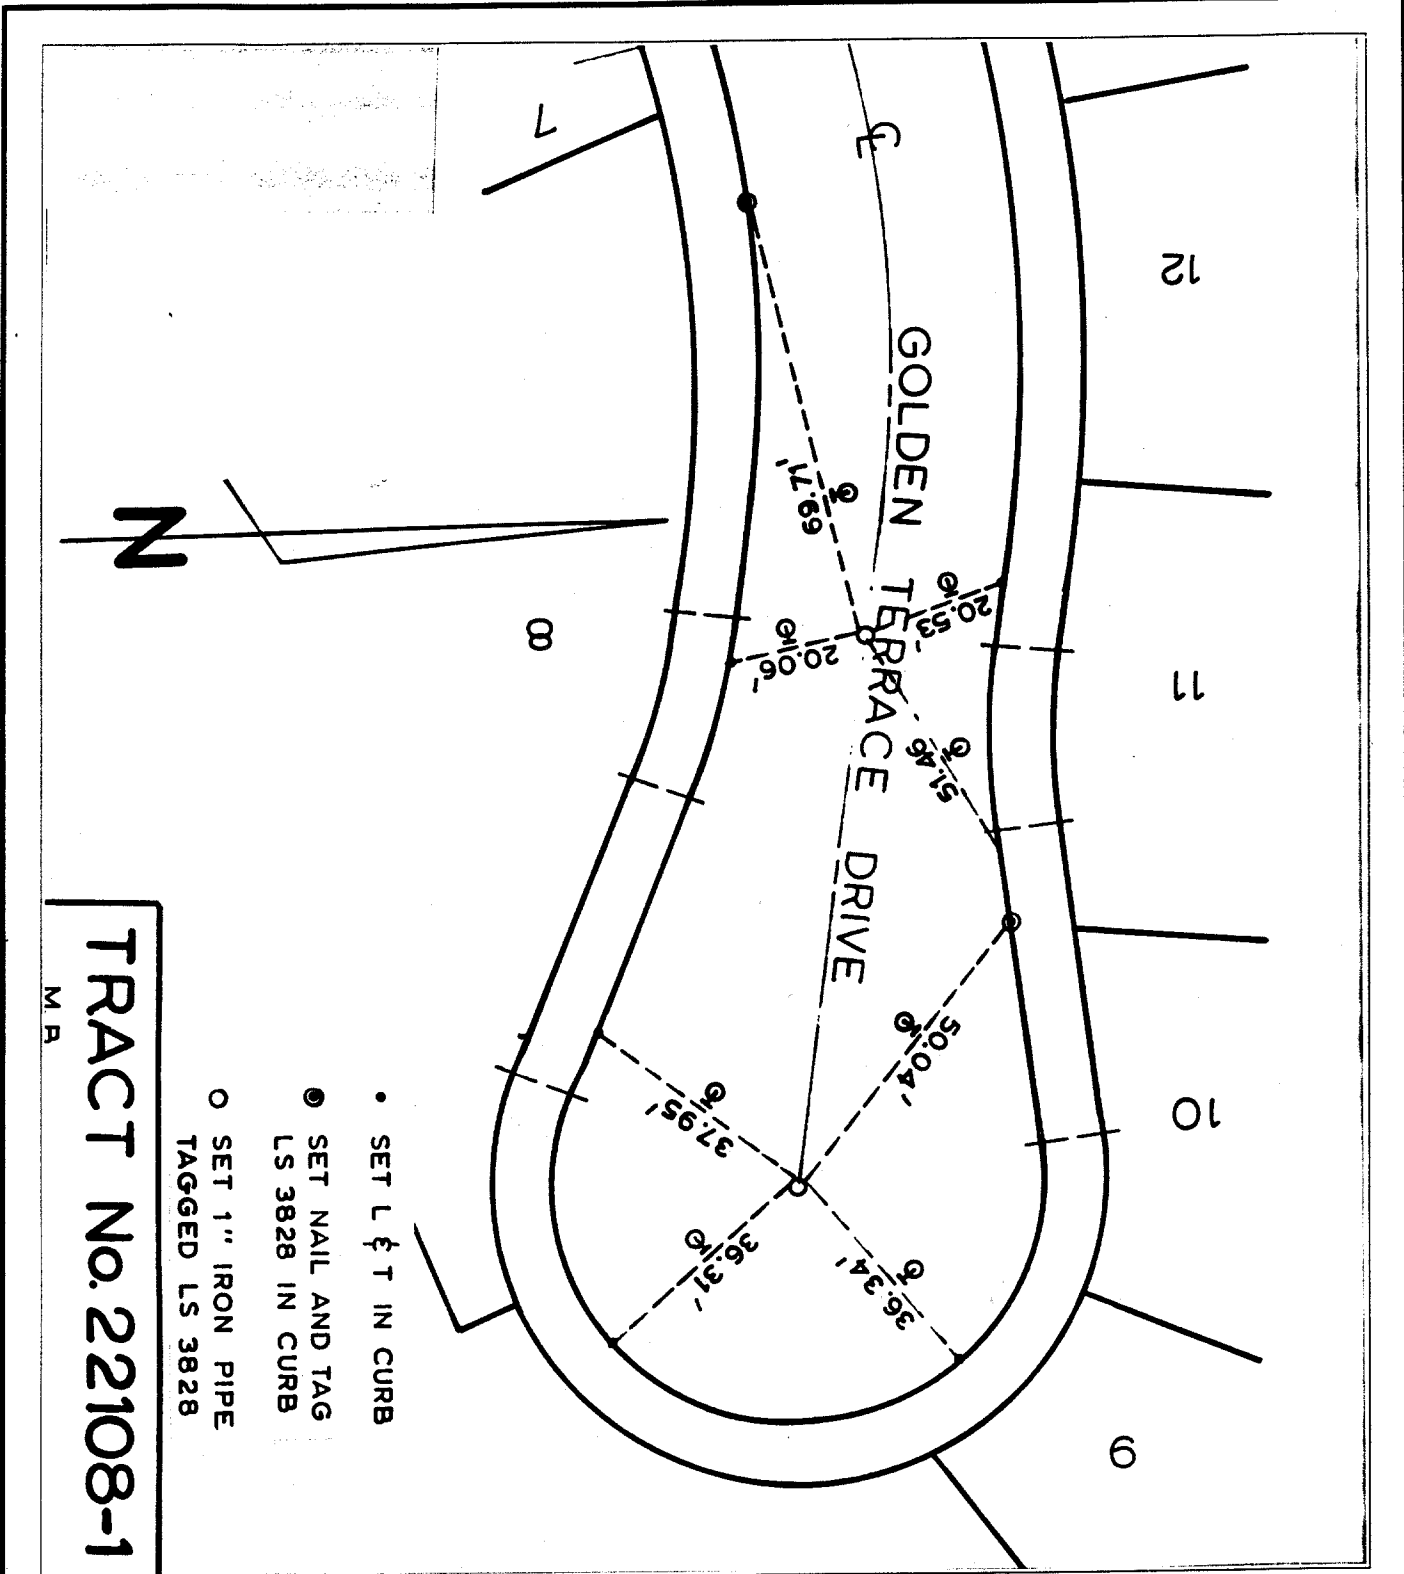 7
8
9
10
11
12
℄
GOLDEN TERRACE DRIVE
69.71'
20.06'
20.53'
51.46
50.04'
37.95'
36.31'
36.34'
N
• SET L & T IN CURB
◉ SET NAIL AND TAG
LS 3828 IN CURB
○ SET 1" IRON PIPE
TAGGED LS 3828
TRACT No. 22108-1
M.B.